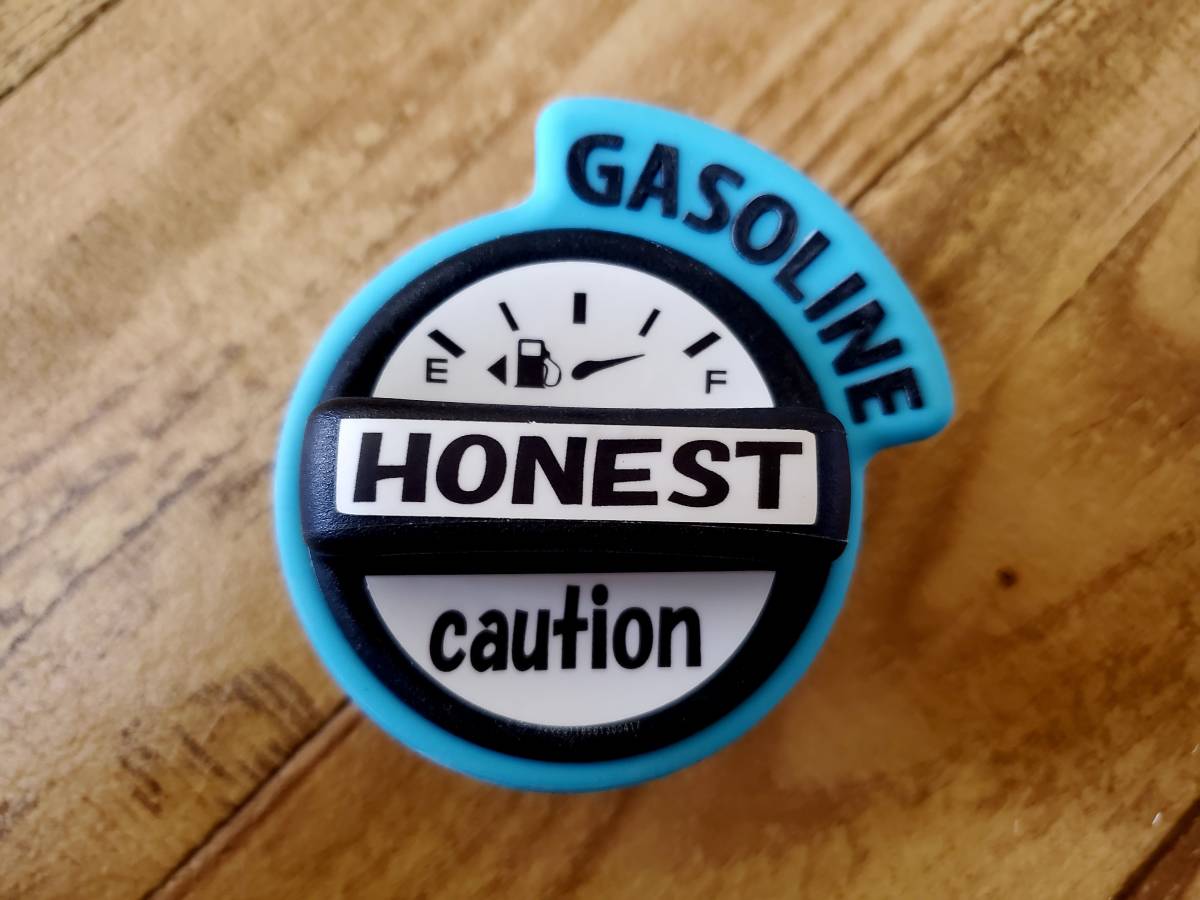 GASOLINE
E F
HONEST
caution